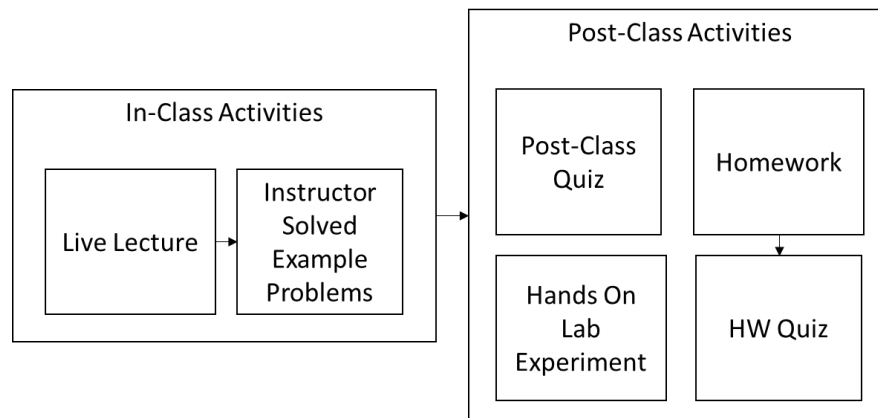 Post-Class Activities
In-Class Activities
Post-Class
Quiz
Homework
Live Lecture
Instructor
Solved
Example
Problems
Hands On
Lab
Experiment
HW Quiz